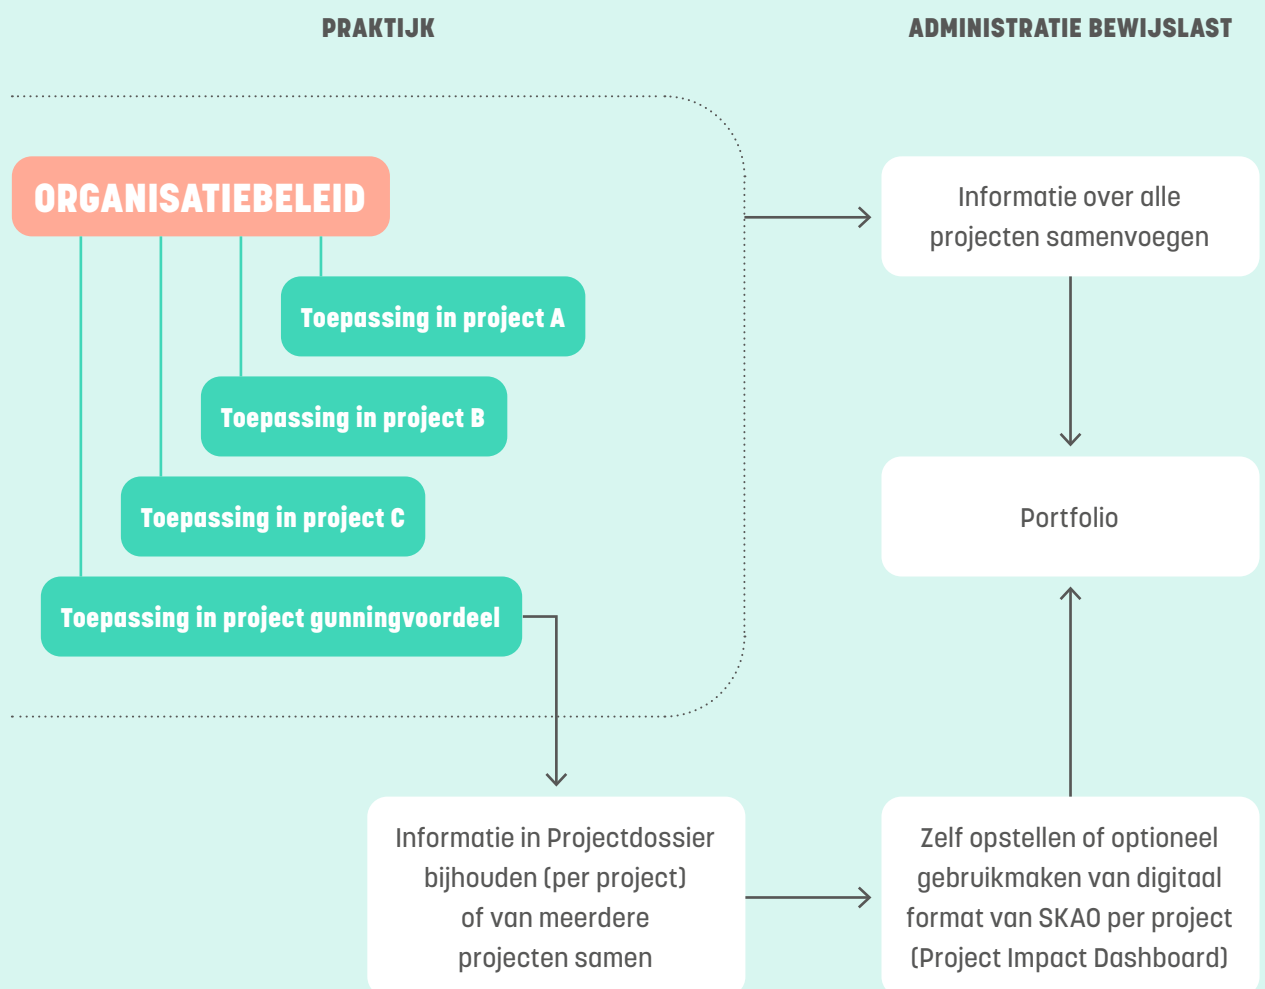 PRAKTIJK
ADMINISTRATIE BEWIJSLAST
ORGANISATIEBELEID
Toepassing in project A
Toepassing in project B
Toepassing in project C
Toepassing in project gunningvoordeel
Informatie over alle
projecten samenvoegen
Portfolio
Informatie in Projectdossier
bijhouden (per project)
of van meerdere
projecten samen
Zelf opstellen of optioneel
gebruikmaken van digitaal
format van SKAO per project
(Project Impact Dashboard)